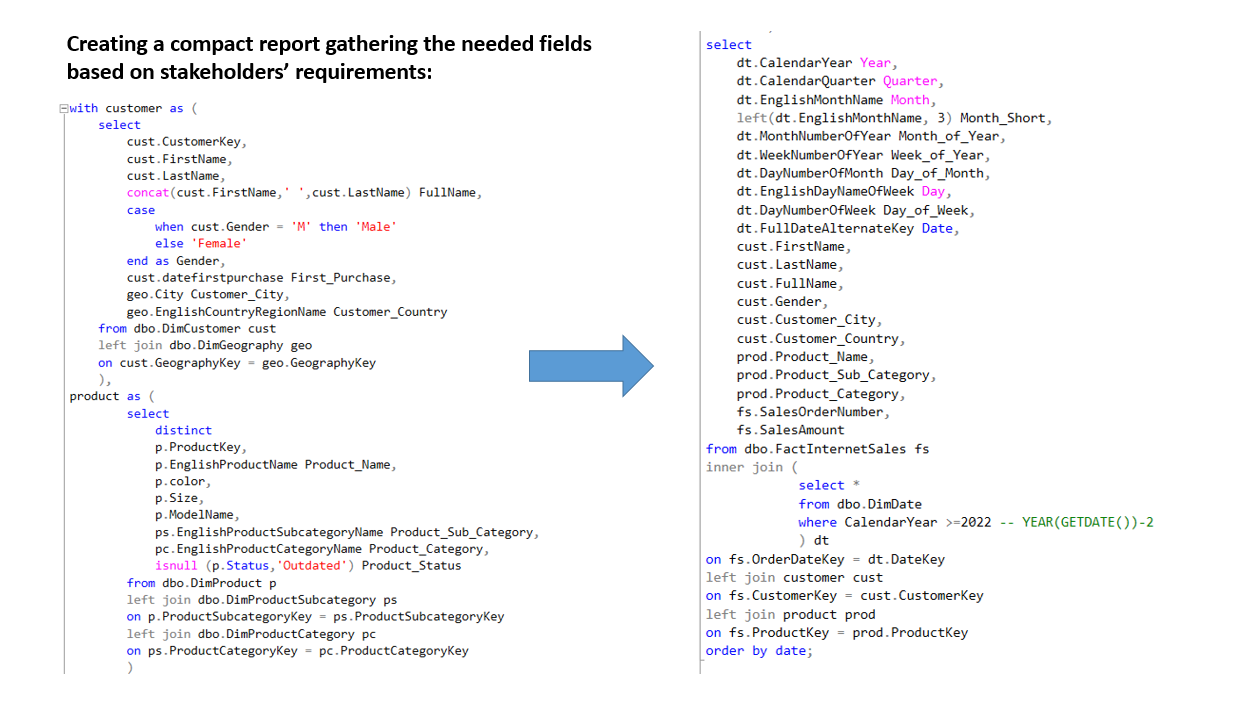 Creating a compact report gathering the needed fields
based on stakeholders’ requirements:
with customer as (
select
cust.CustomerKey,
cust.FirstName,
cust.LastName,
concat(cust.FirstName,' ',cust.LastName) FullName,
case
when cust.Gender = 'M' then 'Male'
else 'Female'
end as Gender,
cust.datefirstpurchase First_Purchase,
geo.City Customer_City,
geo.EnglishCountryRegionName Customer_Country
from dbo.DimCustomer cust
left join dbo.DimGeography geo
on cust.GeographyKey = geo.GeographyKey
),
product as (
select
distinct
p.ProductKey,
p.EnglishProductName Product_Name,
p.color,
p.Size,
p.ModelName,
ps.EnglishProductSubcategoryName Product_Sub_Category,
pc.EnglishProductCategoryName Product_Category,
isnull (p.Status,'Outdated') Product_Status
from dbo.DimProduct p
left join dbo.DimProductSubcategory ps
on p.ProductSubcategoryKey = ps.ProductSubcategoryKey
left join dbo.DimProductCategory pc
on ps.ProductCategoryKey = pc.ProductCategoryKey
)
select
dt.CalendarYear Year,
dt.CalendarQuarter Quarter,
dt.EnglishMonthName Month,
left(dt.EnglishMonthName, 3) Month_Short,
dt.MonthNumberOfYear Month_of_Year,
dt.WeekNumberOfYear Week_of_Year,
dt.DayNumberOfMonth Day_of_Month,
dt.EnglishDayNameOfWeek Day,
dt.DayNumberOfWeek Day_of_Week,
dt.FullDateAlternateKey Date,
cust.FirstName,
cust.LastName,
cust.FullName,
cust.Gender,
cust.Customer_City,
cust.Customer_Country,
prod.Product_Name,
prod.Product_Sub_Category,
prod.Product_Category,
fs.SalesOrderNumber,
fs.SalesAmount
from dbo.FactInternetSales fs
inner join (
select *
from dbo.DimDate
where CalendarYear >=2022 -- YEAR(GETDATE())-2
) dt
on fs.OrderDateKey = dt.DateKey
left join customer cust
on fs.CustomerKey = cust.CustomerKey
left join product prod
on fs.ProductKey = prod.ProductKey
order by date;